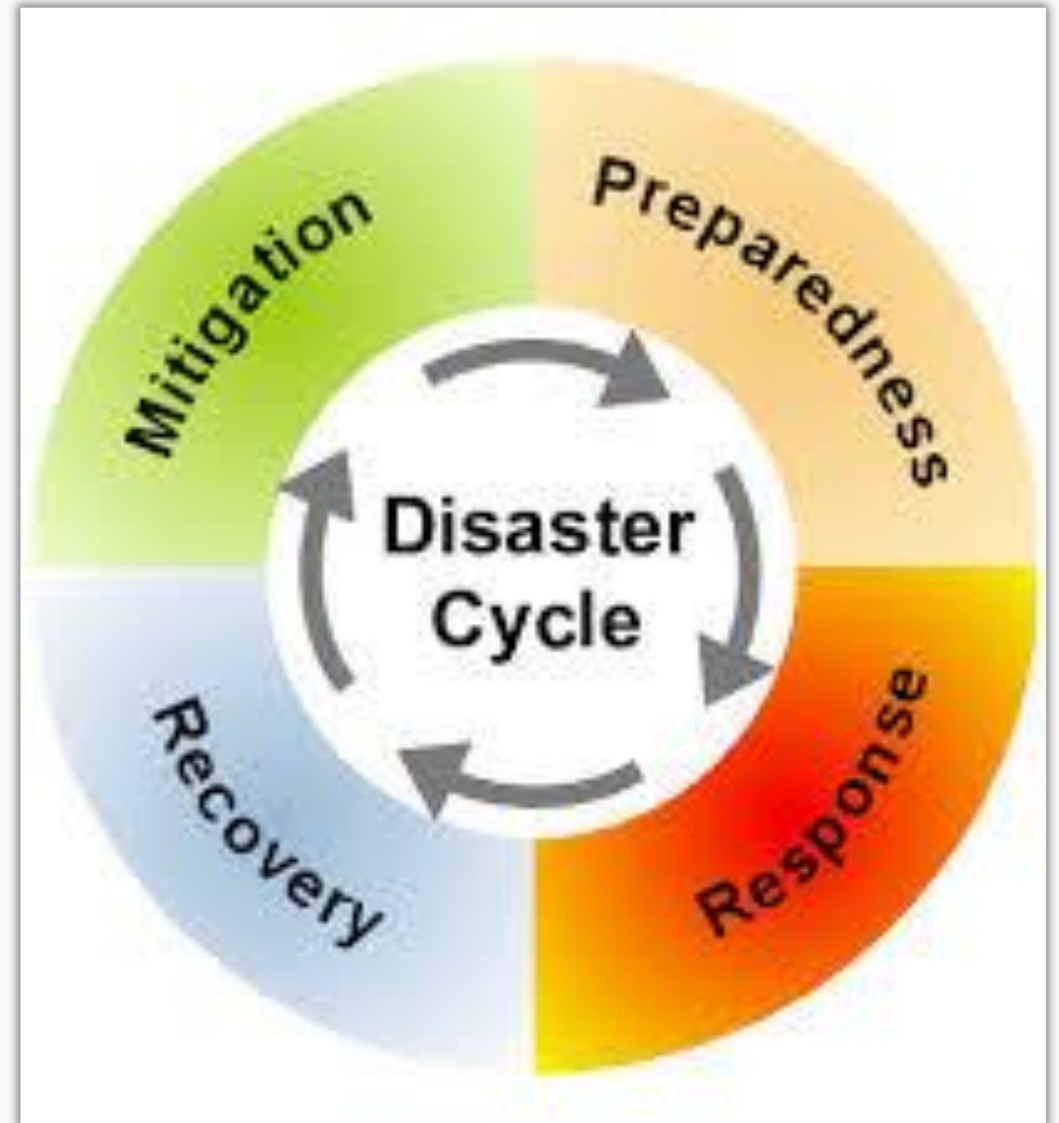 Mitigation
Preparedness
Disaster
Cycle
Recovery
Response